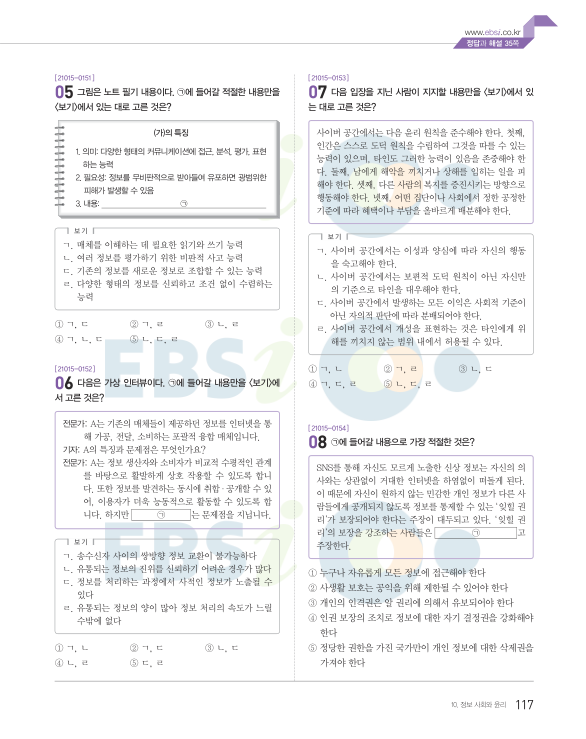 www.ebsi.co.kr
정답과 해설 35쪽
[21015-0151]
05 그림은 노트 필기 내용이다. ㉠에 들어갈 적절한 내용만을
<보기>에서 있는 대로 고른 것은?
(가)의 특징
1. 의미: 다양한 형태의 커뮤니케이션에 접근, 분석, 평가, 표현
하는 능력
2. 필요성: 정보를 무비판적으로 받아들여 유포하면 광범위한
피해가 발생할 수 있음
3. 내용: ㉠
보기
ㄱ. 매체를 이해하는 데 필요한 읽기와 쓰기 능력
ㄴ. 여러 정보를 평가하기 위한 비판적 사고 능력
ㄷ. 기존의 정보를 새로운 정보로 조합할 수 있는 능력
ㄹ. 다양한 형태의 정보를 신뢰하고 조건 없이 수렴하는
능력
① ㄱ, ㄷ ② ㄱ, ㄹ ③ ㄴ, ㄹ
④ ㄱ, ㄴ, ㄷ ⑤ ㄴ, ㄷ, ㄹ
[21015-0152]
06 다음은 가상 인터뷰이다. ㉠에 들어갈 내용만을 <보기>에
서 고른 것은?
전문가: A는 기존의 매체들이 제공하던 정보를 인터넷을 통
해 가공, 전달, 소비하는 포괄적 융합 매체입니다.
기자: A의 특징과 문제점은 무엇인가요?
전문가: A는 정보 생산자와 소비자가 비교적 수평적인 관계
를 바탕으로 활발하게 상호 작용할 수 있도록 합니
다. 또한 정보를 발견하는 동시에 취합·공개할 수 있
어, 이용자가 더욱 능동적으로 활동할 수 있도록 합
니다. 하지만 ㉠ 는 문제점을 지닙니다.
보기
ㄱ. 송수신자 사이의 쌍방향 정보 교환이 불가능하다
ㄴ. 유통되는 정보의 진위를 신뢰하기 어려운 경우가 많다
ㄷ. 정보를 처리하는 과정에서 사적인 정보가 노출될 수
있다
ㄹ. 유통되는 정보의 양이 많아 정보 처리의 속도가 느릴
수밖에 없다
① ㄱ, ㄴ ② ㄱ, ㄷ ③ ㄴ, ㄷ
④ ㄴ, ㄹ ⑤ ㄷ, ㄹ
[21015-0153]
07 다음 입장을 지닌 사람이 지지할 내용만을 <보기>에서 있
는 대로 고른 것은?
사이버 공간에서는 다음 윤리 원칙을 준수해야 한다. 첫째,
인간은 스스로 도덕 원칙을 수립하여 그것을 따를 수 있는
능력이 있으며, 타인도 그러한 능력이 있음을 존중해야 한
다. 둘째, 남에게 해악을 끼치거나 상해를 입히는 일을 피
해야 한다. 셋째, 다른 사람의 복지를 증진시키는 방향으로
행동해야 한다. 넷째, 어떤 집단이나 사회에서 정한 공정한
기준에 따라 혜택이나 부담을 올바르게 배분해야 한다.
보기
ㄱ. 사이버 공간에서는 이성과 양심에 따라 자신의 행동
을 숙고해야 한다.
ㄴ. 사이버 공간에서는 보편적 도덕 원칙이 아닌 자신만
의 기준으로 타인을 대우해야 한다.
ㄷ. 사이버 공간에서 발생하는 모든 이익은 사회적 기준이
아닌 자의적 판단에 따라 분배되어야 한다.
ㄹ. 사이버 공간에서 개성을 표현하는 것은 타인에게 위
해를 끼치지 않는 범위 내에서 허용될 수 있다.
① ㄱ, ㄴ ② ㄱ, ㄹ ③ ㄴ, ㄷ
④ ㄱ, ㄷ, ㄹ ⑤ ㄴ, ㄷ, ㄹ
[21015-0154]
08 ㉠에 들어갈 내용으로 가장 적절한 것은?
SNS를 통해 자신도 모르게 노출한 신상 정보는 자신의 의
사와는 상관없이 거대한 인터넷을 하염없이 떠돌게 된다.
이 때문에 자신이 원하지 않는 민감한 개인 정보가 다른 사
람들에게 공개되지 않도록 정보를 통제할 수 있는 ‘잊힐 권
리’가 보장되어야 한다는 주장이 대두되고 있다. ‘잊힐 권
리’의 보장을 강조하는 사람들은 ㉠ 고
주장한다.
① 누구나 자유롭게 모든 정보에 접근해야 한다
② 사생활 보호는 공익을 위해 제한될 수 있어야 한다
③ 개인의 인격권은 알 권리에 의해서 유보되어야 한다
④ 인권 보장의 조치로 정보에 대한 자기 결정권을 강화해야
한다
⑤ 정당한 권한을 가진 국가만이 개인 정보에 대한 삭제권을
가져야 한다
EBSi
EBSi
10. 정보 사회와 윤리 117